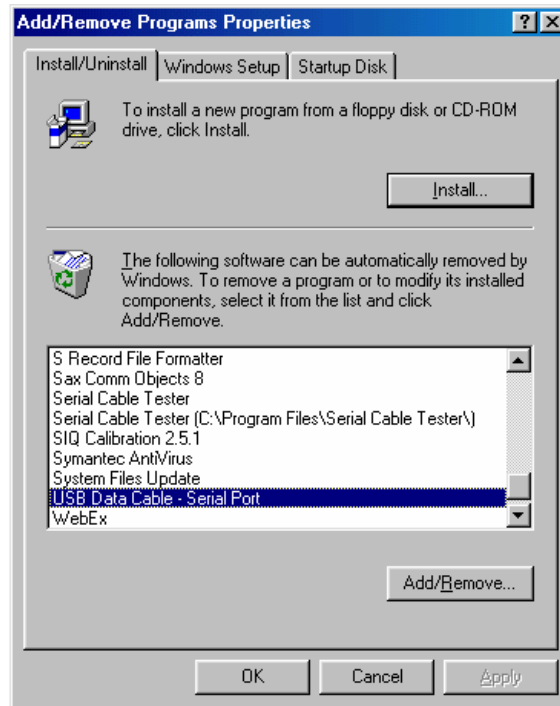 Add/Remove Programs Properties
Install/Uninstall
Windows Setup
Startup Disk
To install a new program from a floppy disk or CD-ROM
drive, click Install.
Install...
The following software can be automatically removed by
Windows. To remove a program or to modify its installed
components, select it from the list and click
Add/Remove.
S Record File Formatter
Sax Comm Objects 8
Serial Cable Tester
Serial Cable Tester (C:\Program Files\Serial Cable Tester\)
SIQ Calibration 2.5.1
Symantec AntiVirus
System Files Update
USB Data Cable - Serial Port
WebEx
Add/Remove...
OK
Cancel
Apply